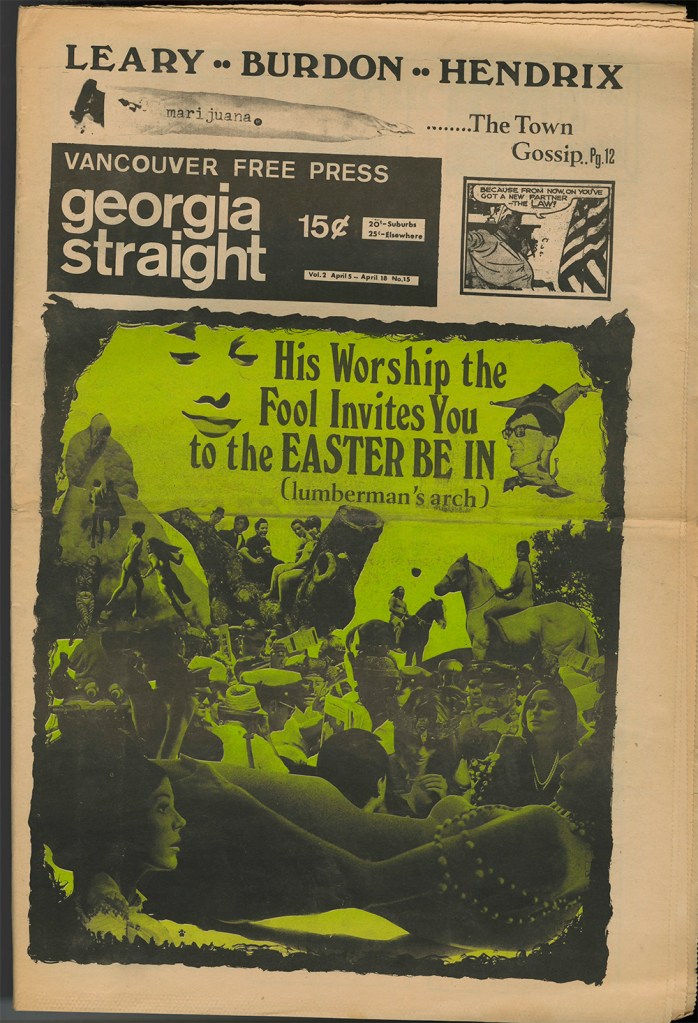 LEARY .. BURDON .. HENDRIX
marijuana.
........The Town
Gossip..Pg.12
VANCOUVER FREE PRESS
georgia
straight
15¢
20¢-Suburbs
25¢-Elsewhere
Vol.2 April 5 - April 18 No.15
BECAUSE FROM NOW, ON YOU'VE
GOT A NEW PARTNER
-THE LAW!
His Worship the
Fool Invites You
to the EASTER BE IN
(lumberman's arch)